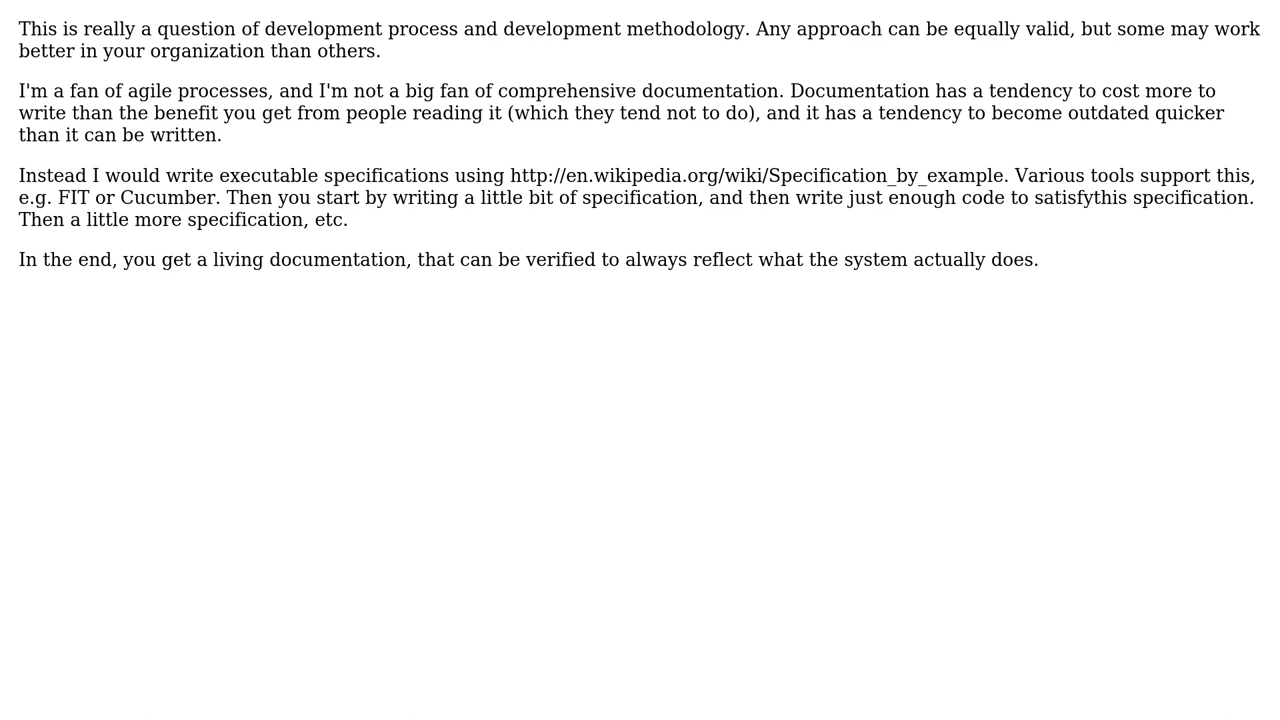 This is really a question of development process and development methodology. Any approach can be equally valid, but some may work
better in your organization than others.
I'm a fan of agile processes, and I'm not a big fan of comprehensive documentation. Documentation has a tendency to cost more to
write than the benefit you get from people reading it (which they tend not to do), and it has a tendency to become outdated quicker
than it can be written.
Instead I would write executable specifications using http://en.wikipedia.org/wiki/Specification_by_example. Various tools support this,
e.g. FIT or Cucumber. Then you start by writing a little bit of specification, and then write just enough code to satisfythis specification.
Then a little more specification, etc.
In the end, you get a living documentation, that can be verified to always reflect what the system actually does.